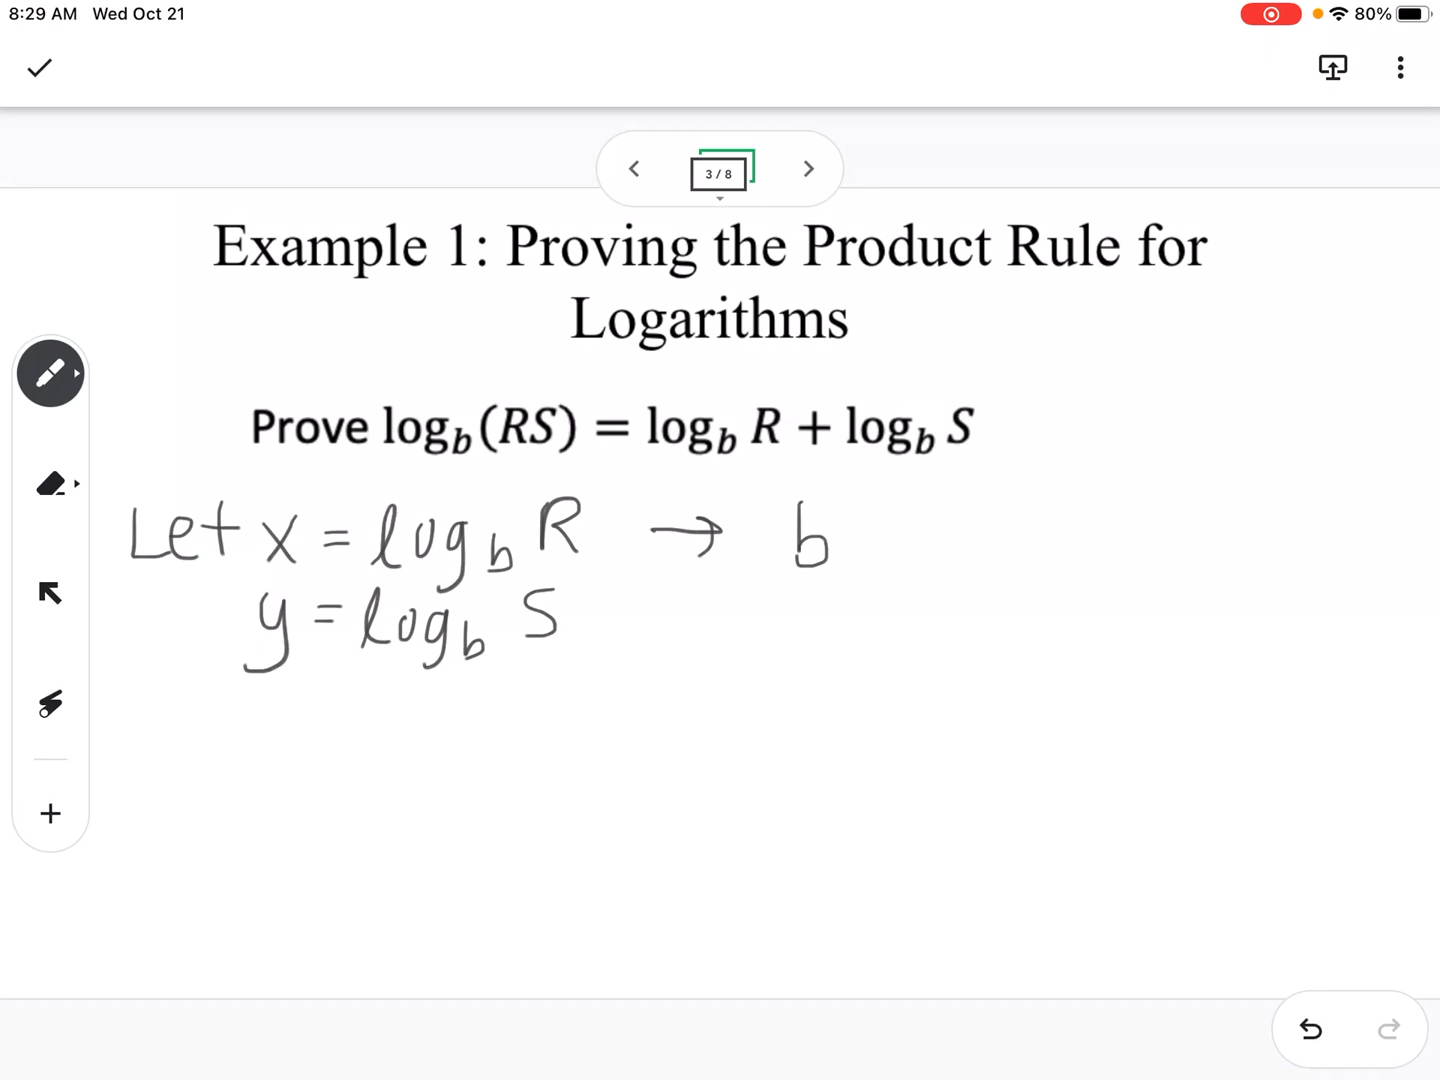 8:29 AM Wed Oct 21 80%
3 / 8
Example 1: Proving the Product Rule for
Logarithms
Prove log_b(RS) = log_b R + log_b S
Let x = log_b R → b
y = log_b S